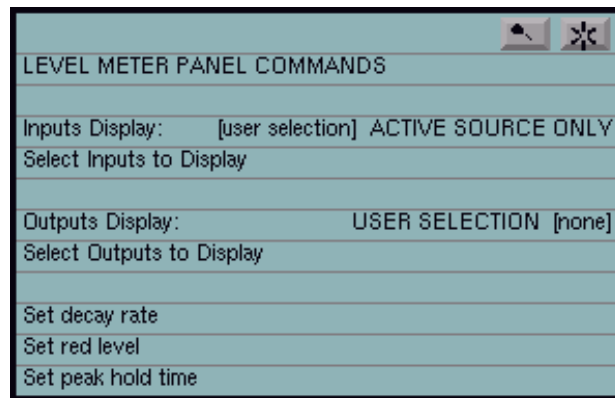 LEVEL METER PANEL COMMANDS
Inputs Display: [user selection] ACTIVE SOURCE ONLY
Select Inputs to Display
Outputs Display: USER SELECTION [none]
Select Outputs to Display
Set decay rate
Set red level
Set peak hold time